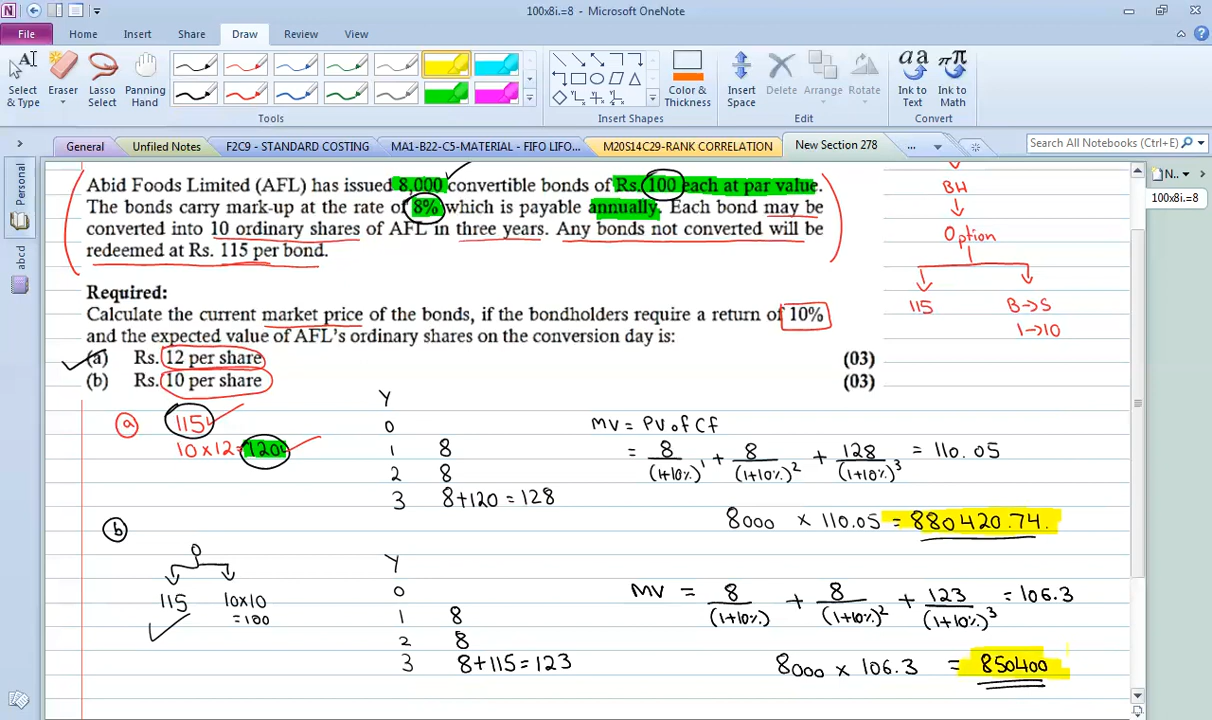 100x8i.=8 - Microsoft OneNote
File Home Insert Share Draw Review View
Select & Type
Eraser
Lasso Select
Panning Hand
Color & Thickness
Insert Space
Delete
Arrange
Rotate
Ink to Text
Ink to Math
Tools
Insert Shapes
Edit
Convert
General
Unfiled Notes
F2C9 - STANDARD COSTING
MA1-B22-C5-MATERIAL - FIFO LIFO...
M20S14C29-RANK CORRELATION
New Section 278
...
Search All Notebooks (Ctrl+E)
Personal
abcd
N..
100x8i.=8
Abid Foods Limited (AFL) has issued 8,000 convertible bonds of Rs. 100 each at par value.
The bonds carry mark-up at the rate of 8% which is payable annually. Each bond may be
converted into 10 ordinary shares of AFL in three years. Any bonds not converted will be
redeemed at Rs. 115 per bond.
BH
Option
115 B→S
1→10
Required:
Calculate the current market price of the bonds, if the bondholders require a return of 10%
and the expected value of AFL's ordinary shares on the conversion day is:
(a) Rs. 12 per share (03)
(b) Rs. 10 per share (03)
a
115
10×12=120
Y
0
1 8
2 8
3 8+120=128
MV = PV of Cf
= 8/(1+10%)¹ + 8/(1+10%)² + 128/(1+10%)³ = 110.05
8000 × 110.05 = 880420.74.
b
0
115 10×10
=100
Y
0
1 8
2 8
3 8+115=123
MV = 8/(1+10%) + 8/(1+10%)² + 123/(1+10%)³ = 106.3
8000 × 106.3 = 850400